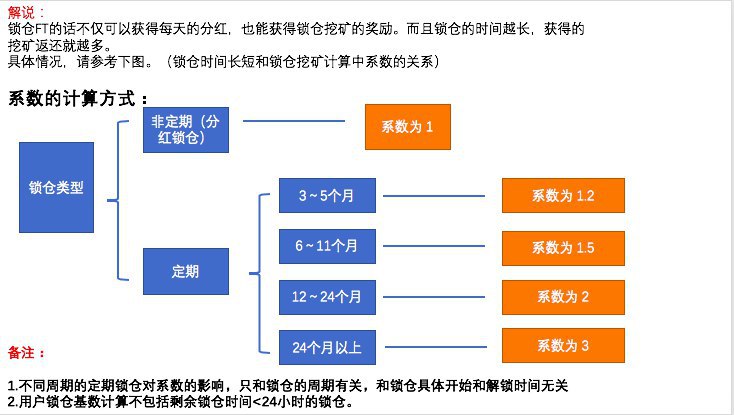 解说：
锁仓FT的话不仅可以获得每天的分红，也能获得锁仓挖矿的奖励。而且锁仓的时间越长，获得的
挖矿返还就越多。
具体情况，请参考下图。（锁仓时间长短和锁仓挖矿计算中系数的关系）
系数的计算方式：
锁仓类型
非定期（分
红锁仓）
系数为 1
定期
3～5个月
系数为 1.2
6～11个月
系数为 1.5
12～24个月
系数为 2
24个月以上
系数为 3
备注：
1.不同周期的定期锁仓对系数的影响，只和锁仓的周期有关，和锁仓具体开始和解锁时间无关
2.用户锁仓基数计算不包括剩余锁仓时间<24小时的锁仓。